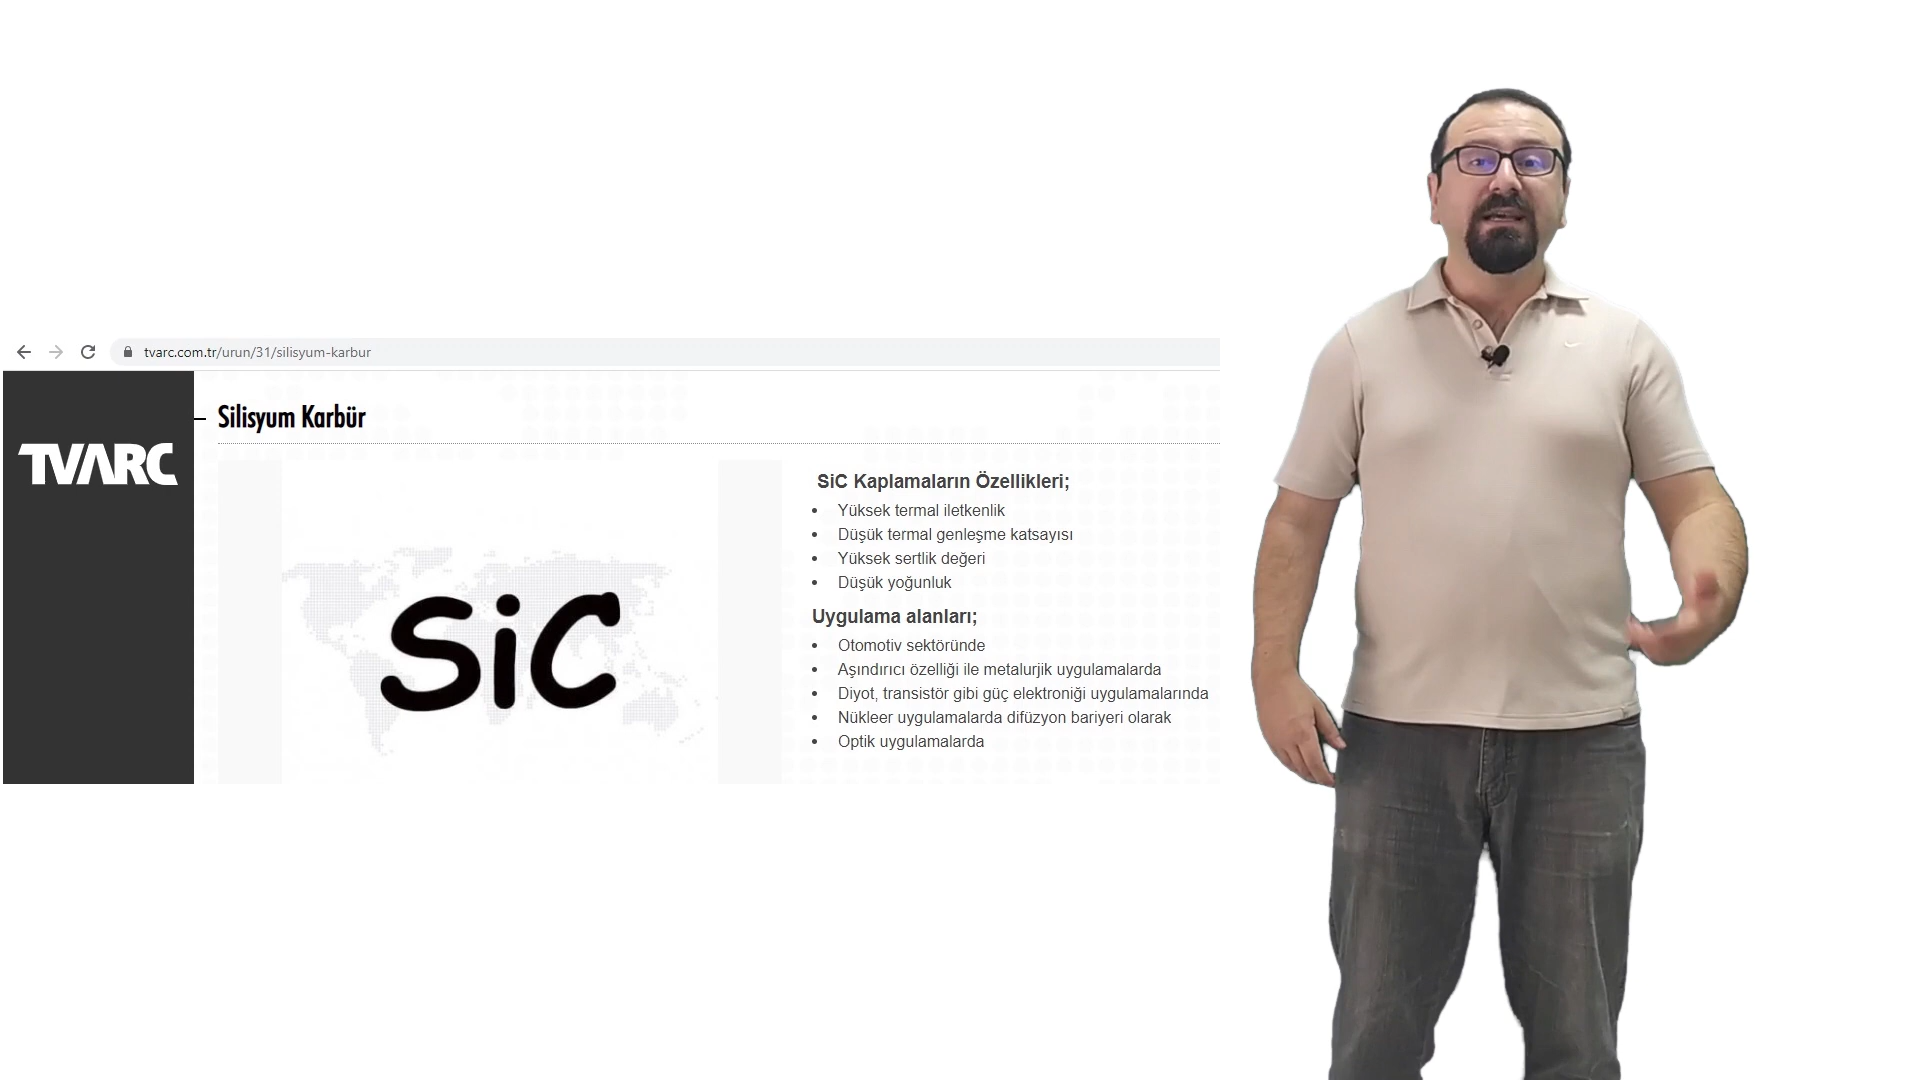 tvarc.com.tr/urun/31/silisyum-karbur
TVARC
Silisyum Karbür
SiC
SiC Kaplamaların Özellikleri;
• Yüksek termal iletkenlik
• Düşük termal genleşme katsayısı
• Yüksek sertlik değeri
• Düşük yoğunluk
Uygulama alanları;
• Otomotiv sektöründe
• Aşındırıcı özelliği ile metalurjik uygulamalarda
• Diyot, transistör gibi güç elektroniği uygulamalarında
• Nükleer uygulamalarda difüzyon bariyeri olarak
• Optik uygulamalarda